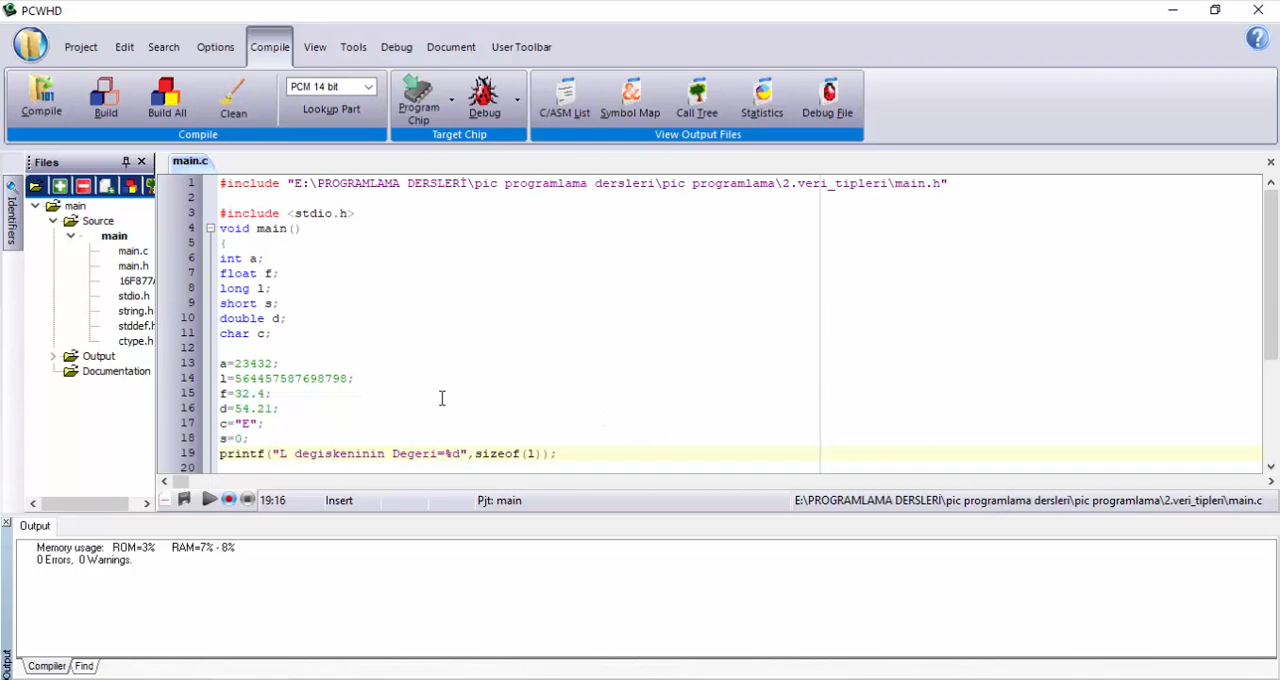 PCWHD
Project Edit Search Options Compile View Tools Debug Document User Toolbar
Compile Build Build All Clean
PCM 14 bit
Lookup Part
Program Chip
Debug
C/ASM List Symbol Map Call Tree Statistics Debug File
Compile Target Chip View Output Files
Files
main.c
Identifiers
main
Source
main
main.c
main.h
16F877A
stdio.h
string.h
stddef.h
ctype.h
Output
Documentation
1 #include "E:\PROGRAMLAMA DERSLERİ\pic programlama dersleri\pic programlama\2.veri_tipleri\main.h"
2
3 #include <stdio.h>
4 void main()
5 {
6 int a;
7 float f;
8 long l;
9 short s;
10 double d;
11 char c;
12
13 a=23432;
14 l=564457587698798;
15 f=32.4;
16 d=54.21;
17 c="E";
18 s=0;
19 printf("L degiskeninin Degeri=%d",sizeof(l));
20
19:16 Insert Pjt: main E:\PROGRAMLAMA DERSLERİ\pic programlama dersleri\pic programlama\2.veri_tipleri\main.c
Output
Memory usage: ROM=3% RAM=7% - 8%
0 Errors, 0 Warnings.
Output
Compiler Find